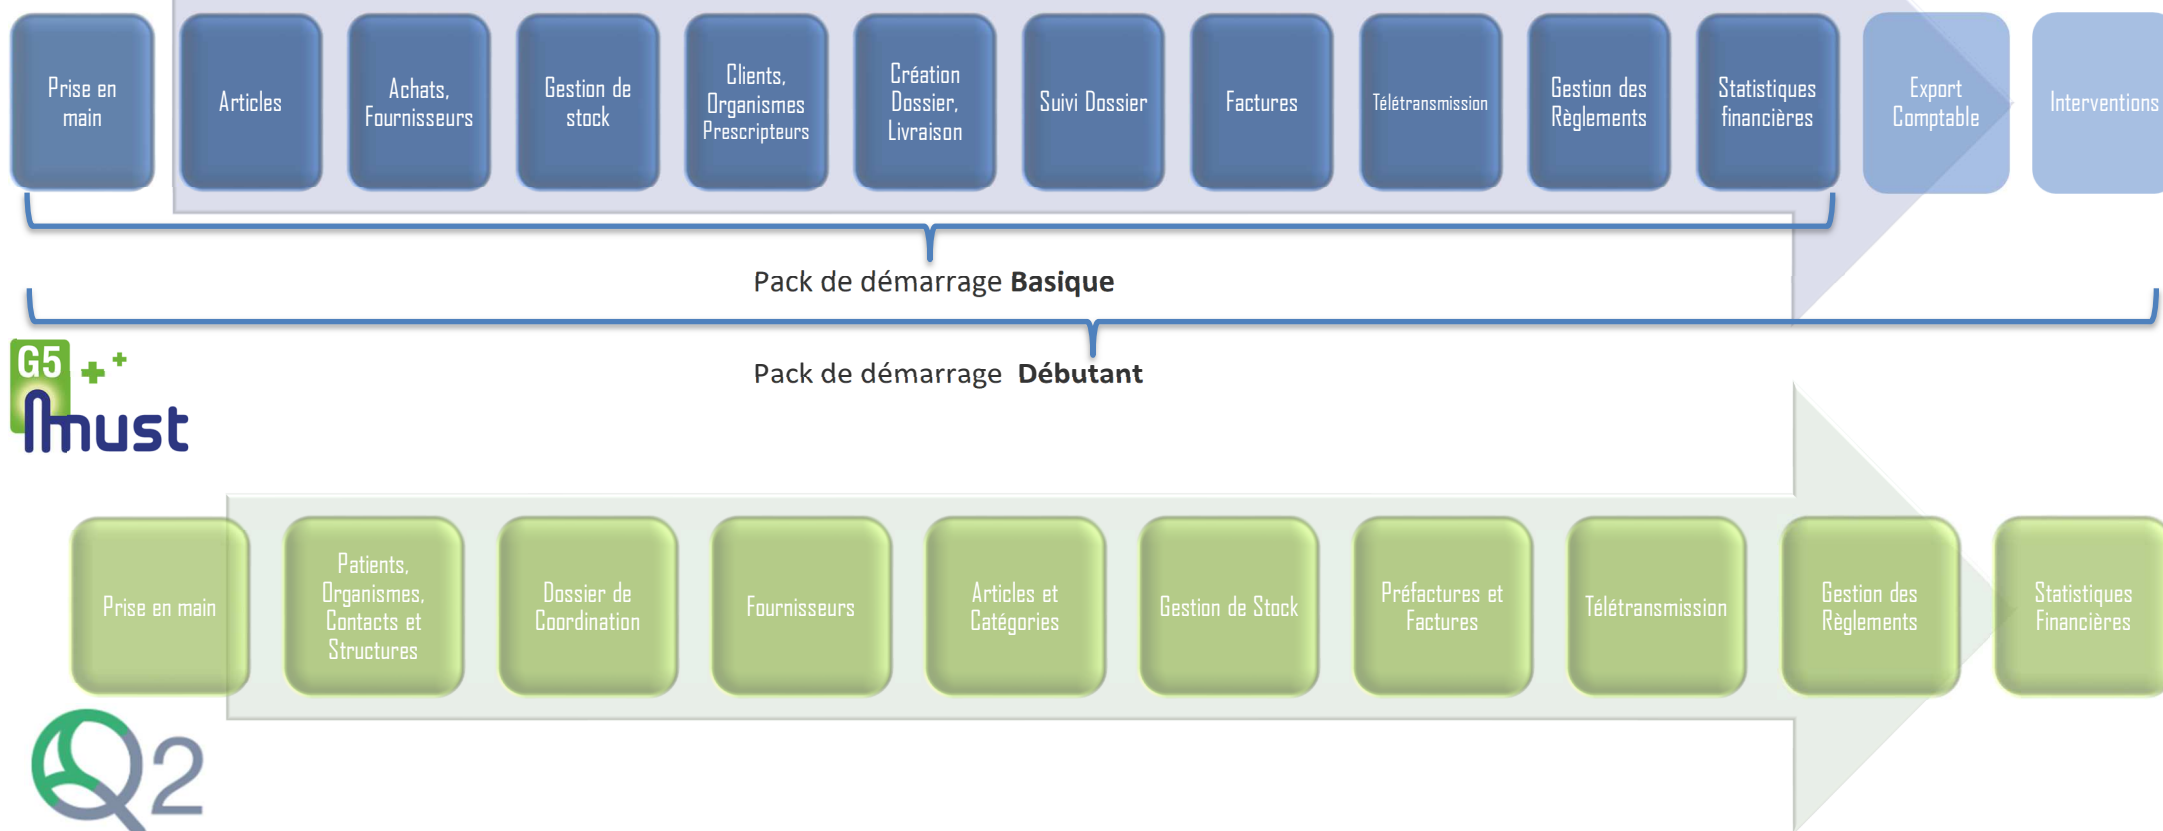 Prise en
main
Articles
Achats,
Fournisseurs
Gestion de
stock
Clients,
Organismes
Prescripteurs
Création
Dossier,
Livraison
Suivi Dossier
Factures
Télétransmission
Gestion des
Règlements
Statistiques
financières
Export
Comptable
Interventions
Pack de démarrage Basique
Pack de démarrage Débutant
G5
must
Prise en main
Patients,
Organismes,
Contacts et
Structures
Dossier de
Coordination
Fournisseurs
Articles et
Catégories
Gestion de Stock
Préfactures et
Factures
Télétransmission
Gestion des
Règlements
Statistiques
Financières
Q2